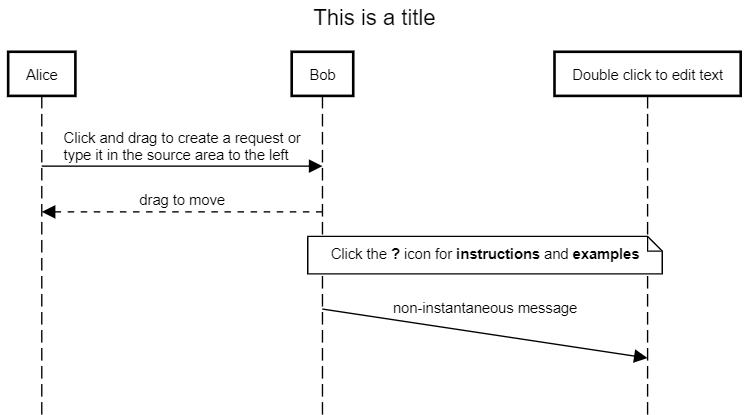 This is a title
Alice
Bob
Double click to edit text
Click and drag to create a request or
type it in the source area to the left
drag to move
Click the ? icon for instructions and examples
non-instantaneous message